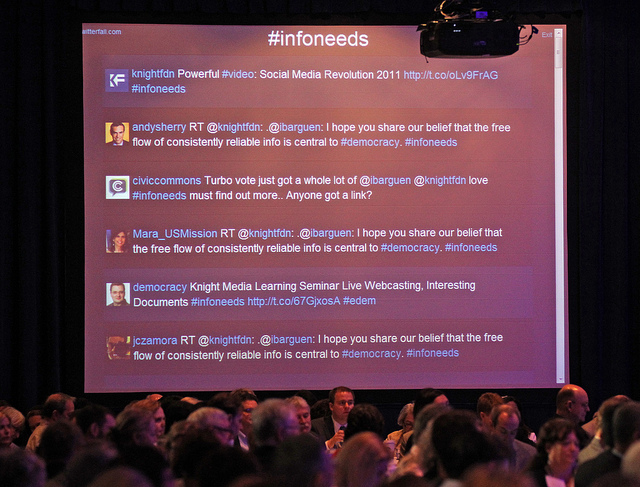 witterfall.com
#infoneeds
Exit
knightfdn Powerful #video: Social Media Revolution 2011 http://t.co/oLv9FrAG
#infoneeds
andysherry RT @knightfdn: .@ibarguen: I hope you share our belief that the free
flow of consistently reliable info is central to #democracy. #infoneeds
civiccommons Turbo vote just got a whole lot of @ibarguen @knightfdn love
#infoneeds must find out more.. Anyone got a link?
Mara_USMission RT @knightfdn: .@ibarguen: I hope you share our belief that
the free flow of consistently reliable info is central to #democracy. #infoneeds
democracy Knight Media Learning Seminar Live Webcasting, Interesting
Documents #infoneeds http://t.co/67GjxosA #edem
jczamora RT @knightfdn: .@ibarguen: I hope you share our belief that the free
flow of consistently reliable info is central to #democracy. #infoneeds